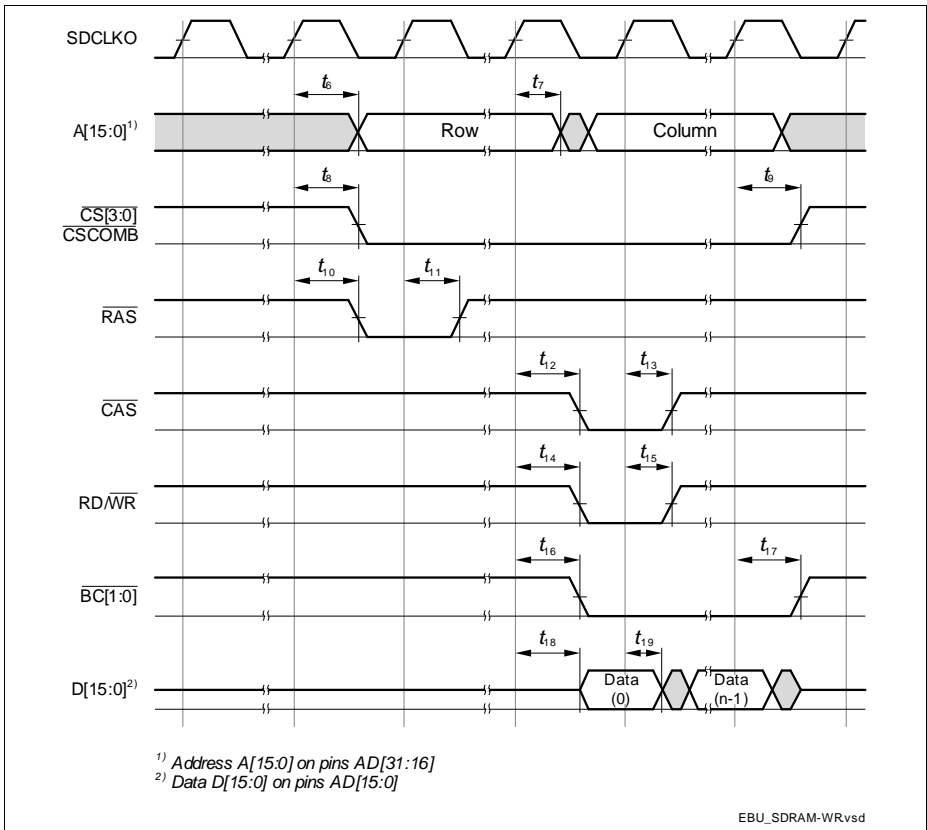 SDCLKO
t6
t7
A[15:0]1)
Row
Column
t8
t9
CS[3:0]
CSCOMB
t10
t11
RAS
t12
t13
CAS
t14
t15
RD/WR
t16
t17
BC[1:0]
t18
t19
D[15:0]2)
Data
(0)
Data
(n-1)
1) Address A[15:0] on pins AD[31:16]
2) Data D[15:0] on pins AD[15:0]
EBU_SDRAM-WR.vsd